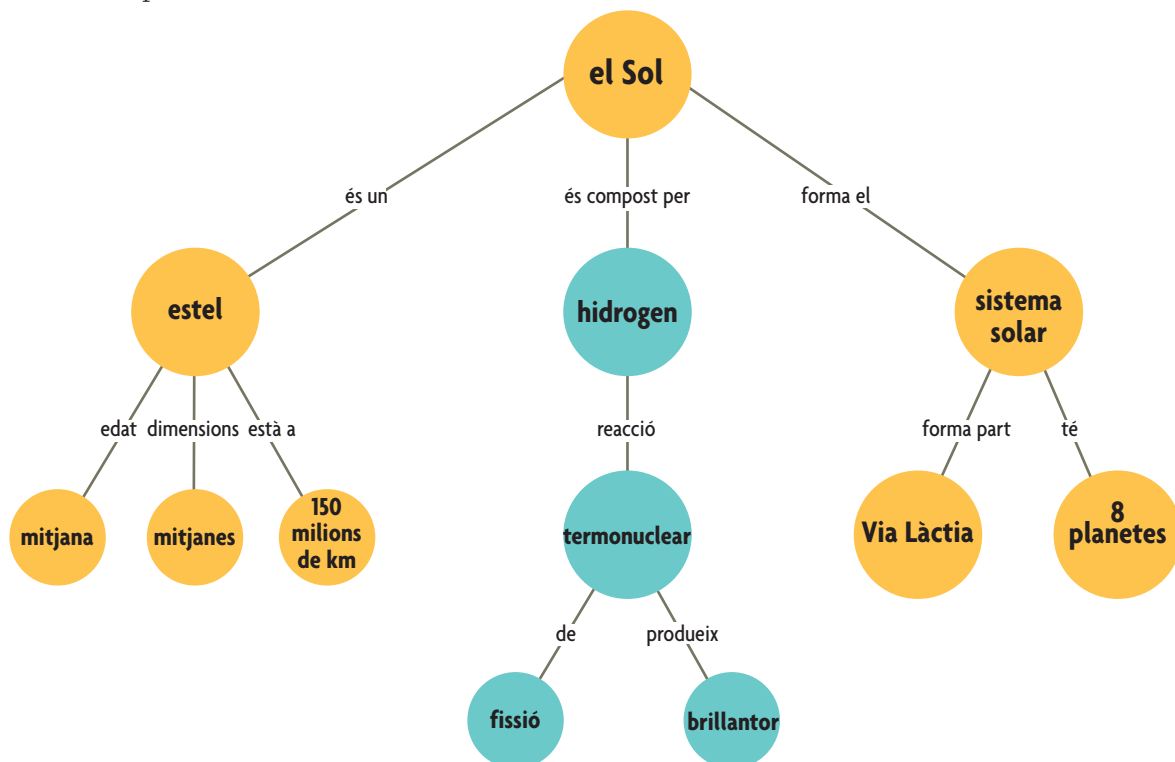 el Sol
és un
és compost per
forma el
estel
hidrogen
sistema
solar
edat
dimensions
està a
reacció
forma part
té
mitjana
mitjanes
150
milions
de km
termonuclear
Via Làctia
8
planetes
de
produeix
fissió
brillantor